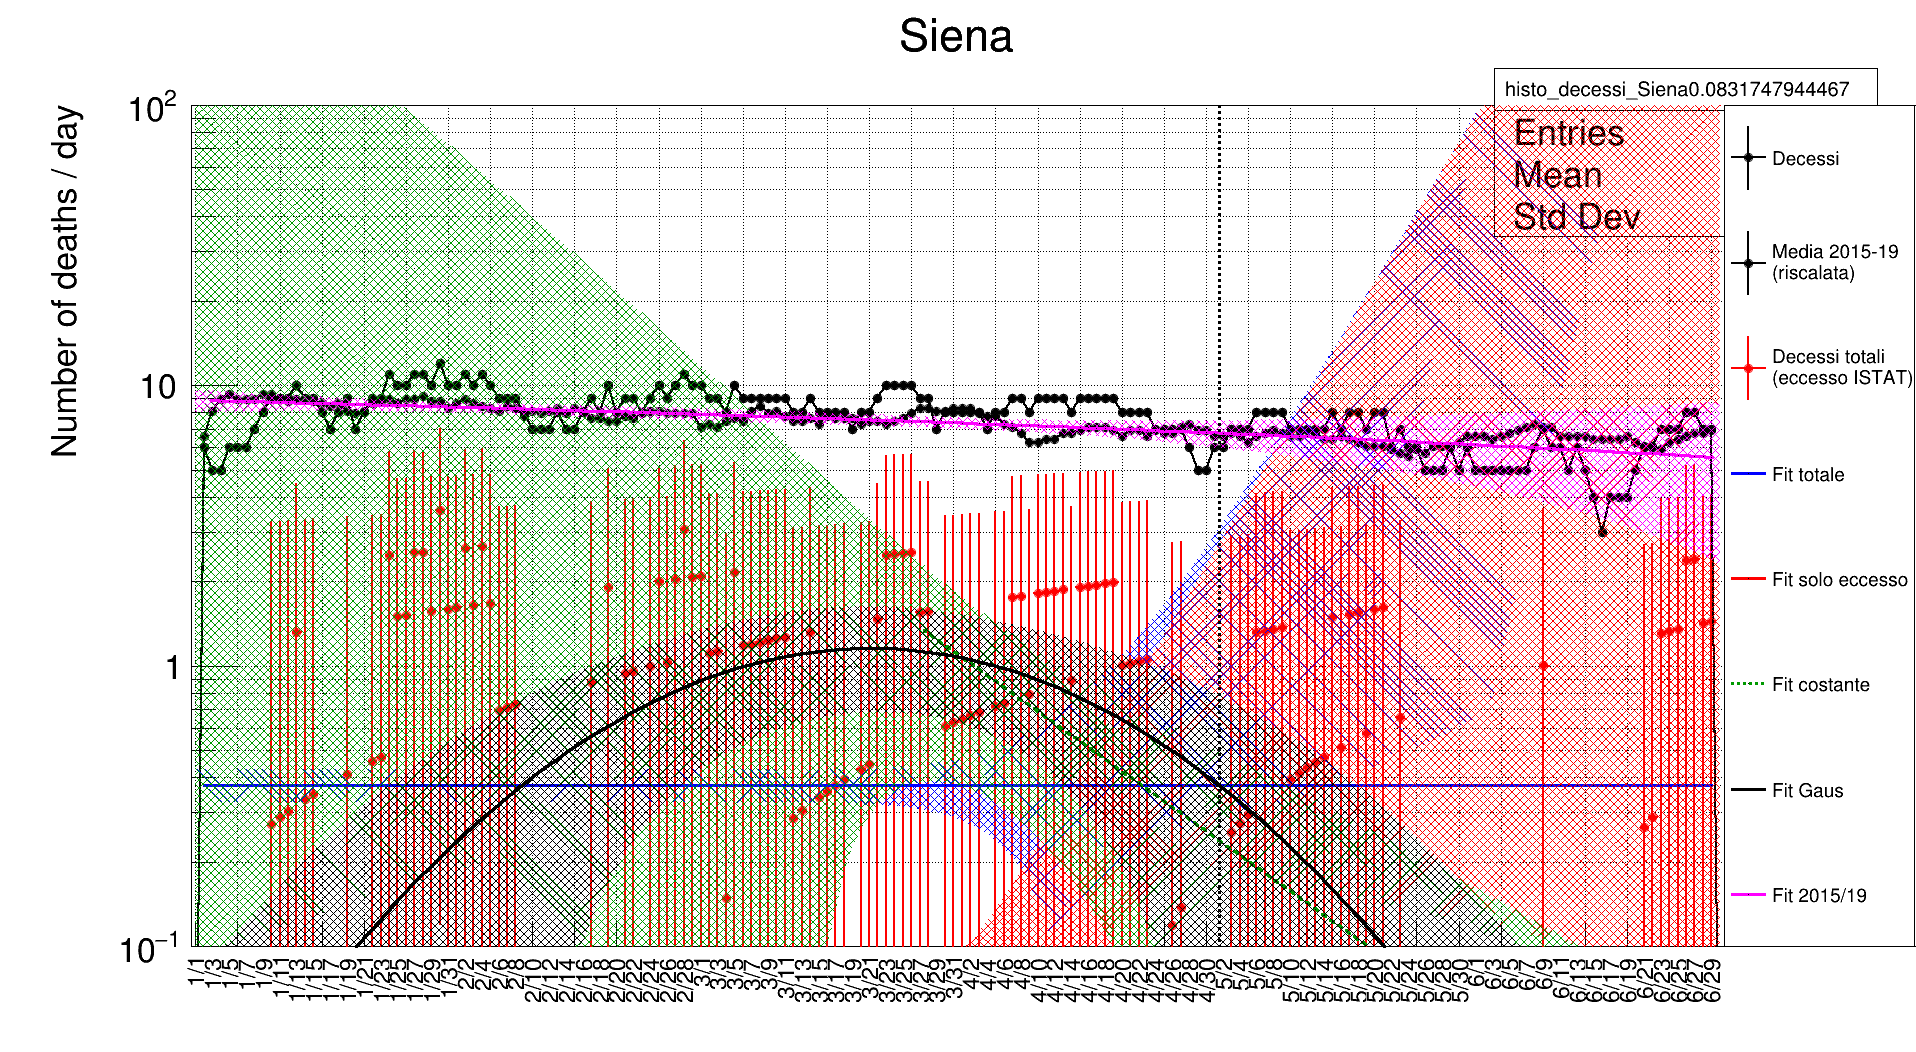 Siena
Number of deaths / day
histo_decessi_Siena0.0831747944467
Entries
Mean
Std Dev
10²
10
1
10⁻¹
1/1 1/3 1/5 1/7 1/9 1/11 1/13 1/15 1/17 1/19 1/21 1/23 1/25 1/27 1/29 1/31 2/2 2/4 2/6 2/8 2/10 2/12 2/14 2/16 2/18 2/20 2/22 2/24 2/26 2/28 3/1 3/3 3/5 3/7 3/9 3/11 3/13 3/15 3/17 3/19 3/21 3/23 3/25 3/27 3/29 3/31 4/2 4/4 4/6 4/8 4/10 4/12 4/14 4/16 4/18 4/20 4/22 4/24 4/26 4/28 4/30 5/2 5/4 5/6 5/8 5/10 5/12 5/14 5/16 5/18 5/20 5/22 5/24 5/26 5/28 5/30 6/1 6/3 6/5 6/7 6/9 6/11 6/13 6/15 6/17 6/19 6/21 6/23 6/25 6/27 6/29
Decessi
Media 2015-19
(riscalata)
Decessi totali
(eccesso ISTAT)
Fit totale
Fit solo eccesso
Fit costante
Fit Gaus
Fit 2015/19